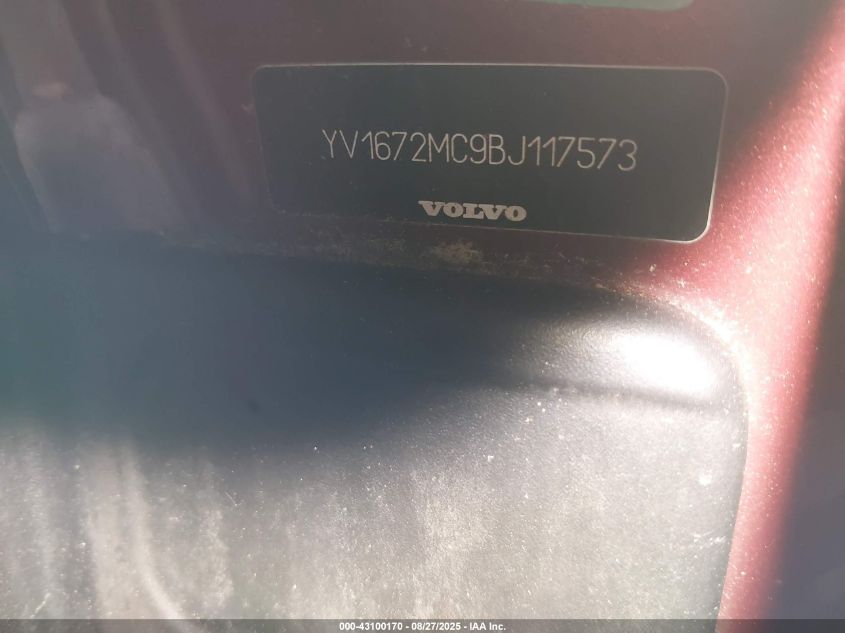 YV1672MC9BJ117573
VOLVO
000-43100170 - 08/27/2025 - IAA Inc.